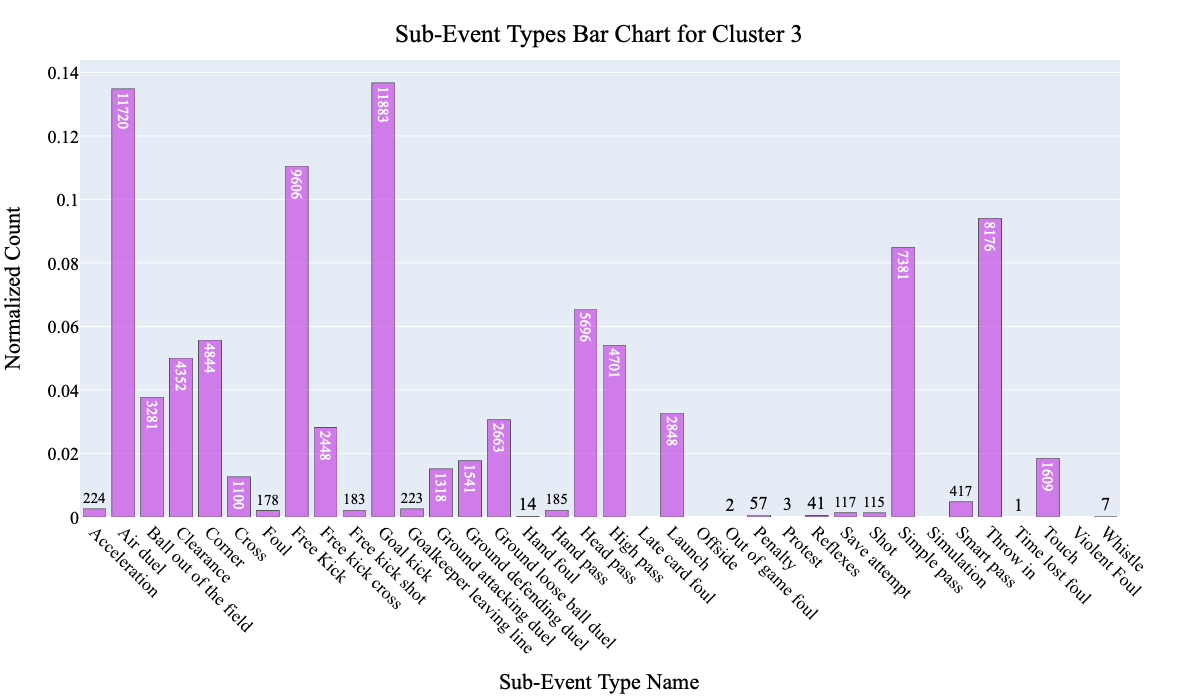 Sub-Event Types Bar Chart for Cluster 3
Normalized Count
0.14
0.12
0.1
0.08
0.06
0.04
0.02
0
224
11720
3281
4352
4844
1100
178
9606
2448
183
11883
223
1318
1541
2663
14
185
5696
4701
2848
2
57
3
41
117
115
7381
417
8176
1
1609
7
Acceleration
Air duel
Ball out of the field
Clearance
Corner
Cross
Foul
Free Kick
Free kick cross
Free kick shot
Goal kick
Goalkeeper leaving line
Ground attacking duel
Ground defending duel
Ground loose ball duel
Hand foul
Hand pass
Head pass
High pass
Late card foul
Launch
Offside
Out of game foul
Penalty
Protest
Reflexes
Save attempt
Shot
Simple pass
Simulation
Smart pass
Throw in
Time lost foul
Touch
Violent Foul
Whistle
Sub-Event Type Name